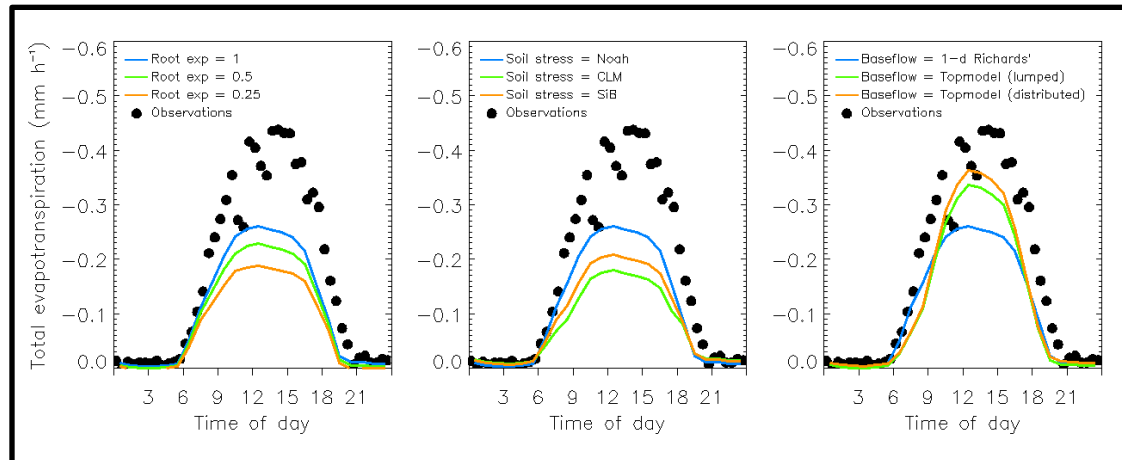 Total evapotranspiration (mm h⁻¹)
-0.6
-0.5
-0.4
-0.3
-0.2
-0.1
0.0
Root exp = 1
Root exp = 0.5
Root exp = 0.25
Observations
3 6 9 12 15 18 21
Time of day
-0.6
-0.5
-0.4
-0.3
-0.2
-0.1
0.0
Soil stress = Noah
Soil stress = CLM
Soil stress = SiB
Observations
3 6 9 12 15 18 21
Time of day
-0.6
-0.5
-0.4
-0.3
-0.2
-0.1
0.0
Baseflow = 1-d Richards'
Baseflow = Topmodel (lumped)
Baseflow = Topmodel (distributed)
Observations
3 6 9 12 15 18 21
Time of day